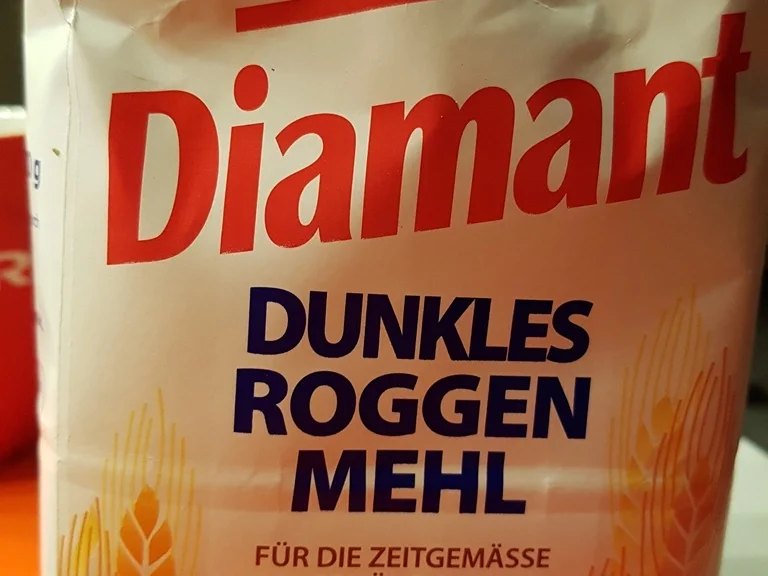 Diamant
DUNKLES
ROGGEN
MEHL
FÜR DIE ZEITGEMÄSSE